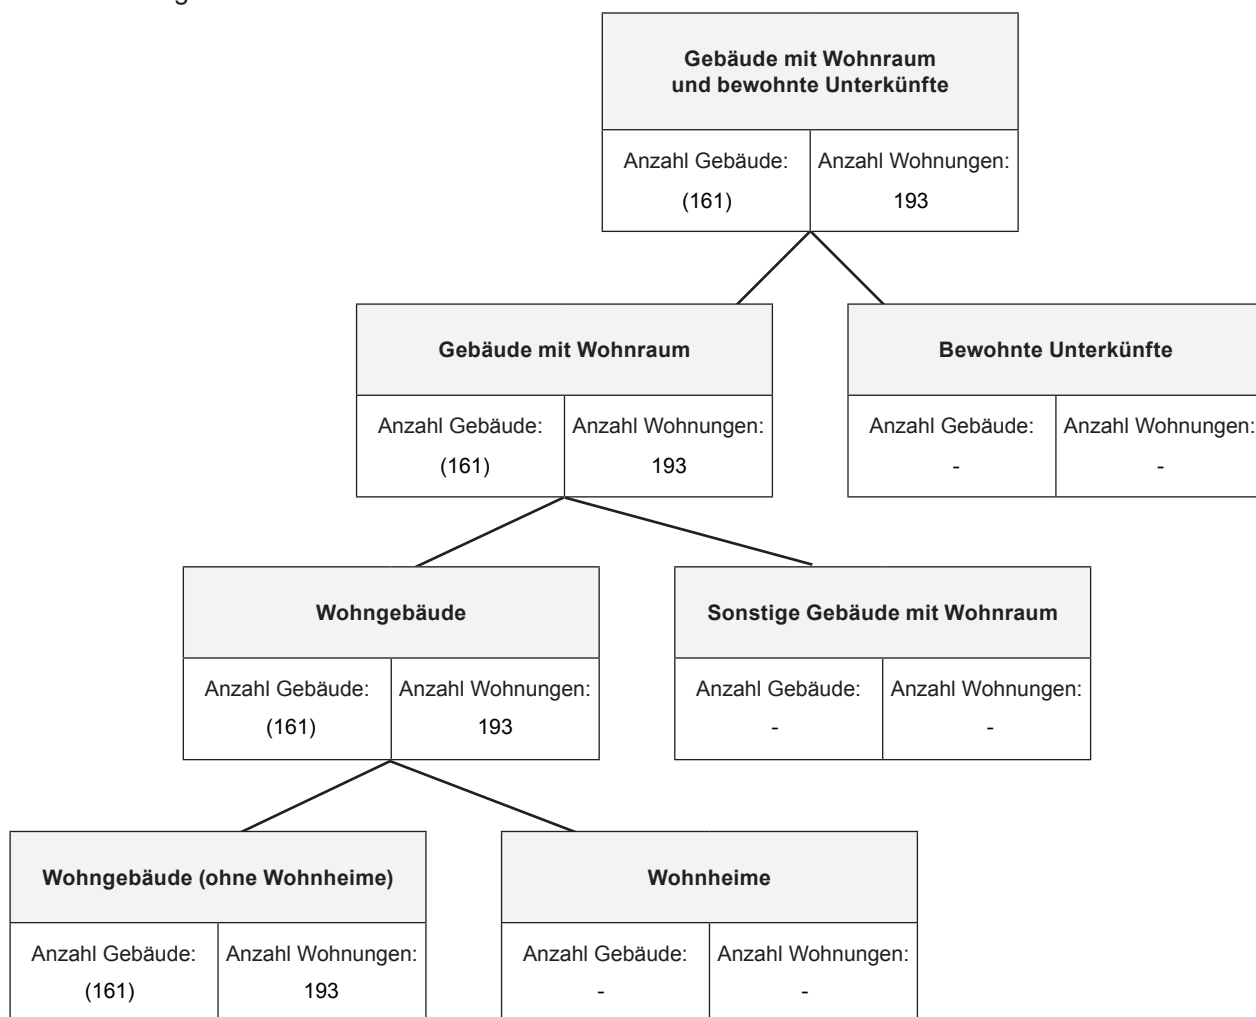 Gebäude mit Wohnraum
und bewohnte Unterkünfte
Anzahl Gebäude: Anzahl Wohnungen:
(161) 193
Gebäude mit Wohnraum
Anzahl Gebäude: Anzahl Wohnungen:
(161) 193
Bewohnte Unterkünfte
Anzahl Gebäude: Anzahl Wohnungen:
- -
Wohngebäude
Anzahl Gebäude: Anzahl Wohnungen:
(161) 193
Sonstige Gebäude mit Wohnraum
Anzahl Gebäude: Anzahl Wohnungen:
- -
Wohngebäude (ohne Wohnheime)
Anzahl Gebäude: Anzahl Wohnungen:
(161) 193
Wohnheime
Anzahl Gebäude: Anzahl Wohnungen:
- -